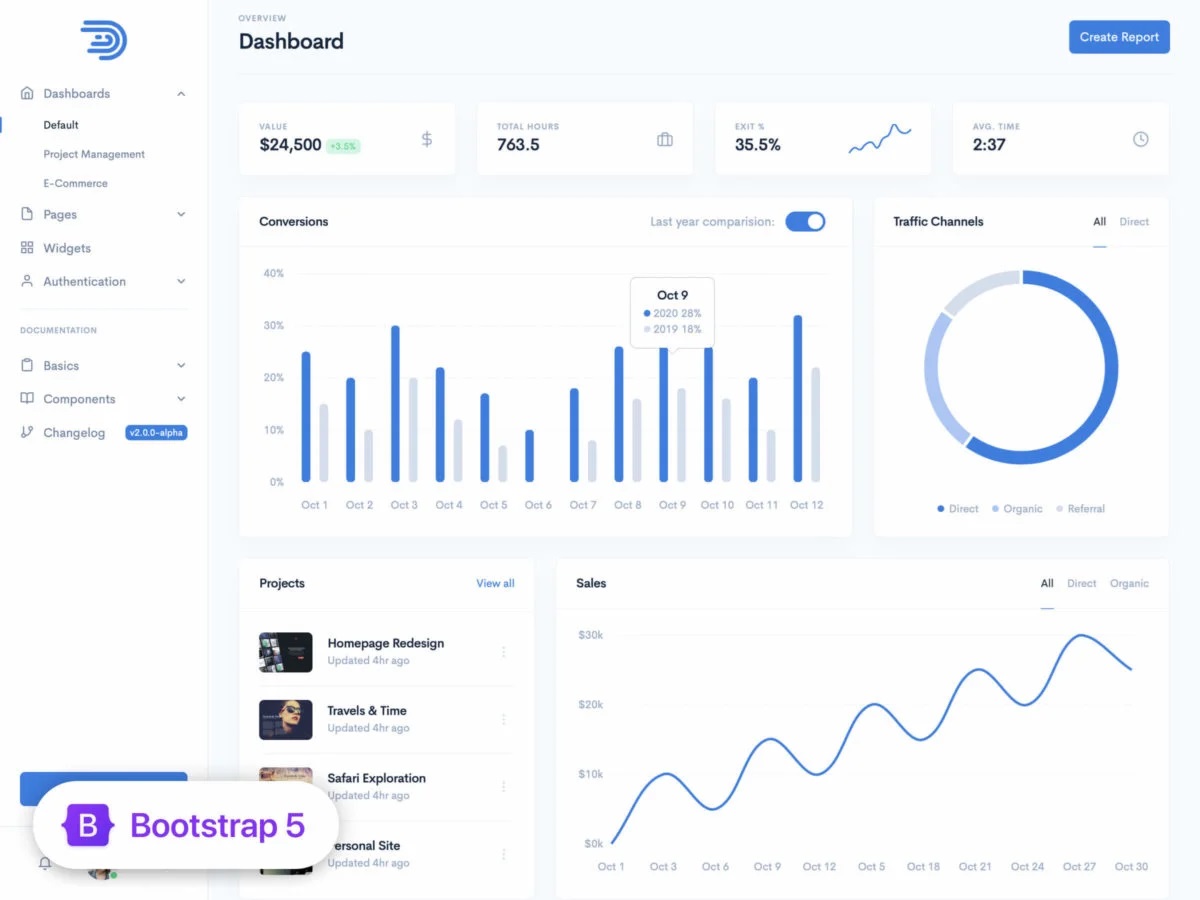 OVERVIEW
Dashboard
Create Report
Dashboards
Default
Project Management
E-Commerce
Pages
Widgets
Authentication
DOCUMENTATION
Basics
Components
Changelog v2.0.0-alpha
VALUE
$24,500 +3.5%
TOTAL HOURS
763.5
EXIT %
35.5%
AVG. TIME
2:37
Conversions
Last year comparision:
40%
30%
20%
10%
0%
Oct 9
2020 28%
2019 18%
Oct 1 Oct 2 Oct 3 Oct 4 Oct 5 Oct 6 Oct 7 Oct 8 Oct 9 Oct 10 Oct 11 Oct 12
Traffic Channels
All Direct
Direct Organic Referral
Projects
View all
Homepage Redesign
Updated 4hr ago
Travels & Time
Updated 4hr ago
Safari Exploration
Updated 4hr ago
ersonal Site
Updated 4hr ago
Sales
All Direct Organic
$30k
$20k
$10k
$0k
Oct 1 Oct 3 Oct 6 Oct 9 Oct 12 Oct 5 Oct 18 Oct 21 Oct 24 Oct 27 Oct 30
B Bootstrap 5